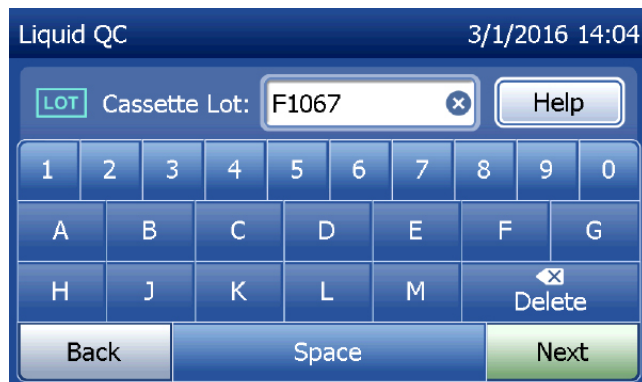 Liquid QC 3/1/2016 14:04
LOT Cassette Lot: F1067 Help
1 2 3 4 5 6 7 8 9 0
A B C D E F G
H J K L M Delete
Back Space Next